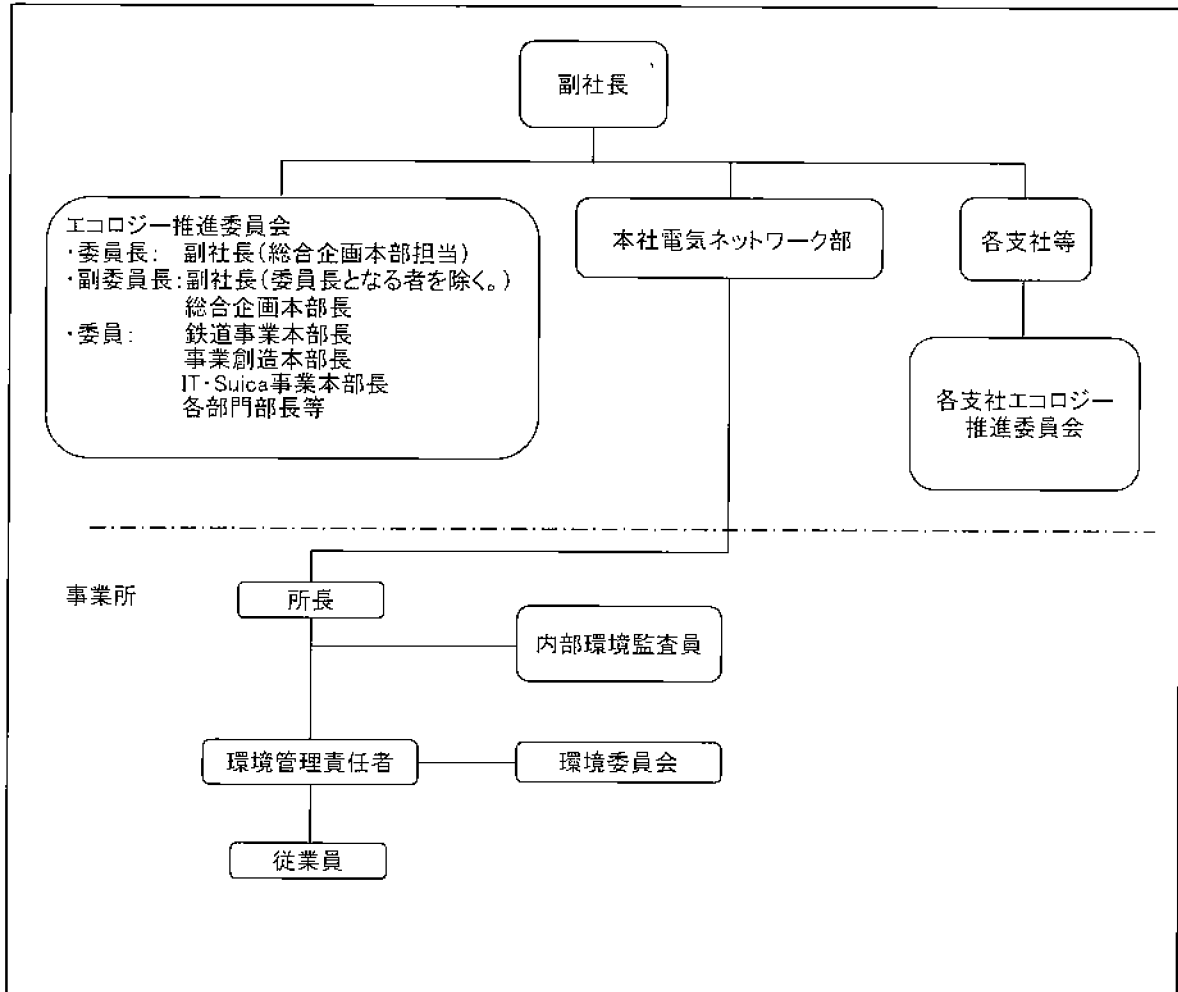 副社長
エコロジー推進委員会
・委員長: 副社長(総合企画本部担当)
・副委員長:副社長(委員長となる者を除く。)
総合企画本部長
・委員: 鉄道事業本部長
事業創造本部長
IT・Suica事業本部長
各部門部長等
本社電気ネットワーク部
各支社等
各支社エコロジー
推進委員会
事業所
所長
内部環境監査員
環境管理責任者
環境委員会
従業員